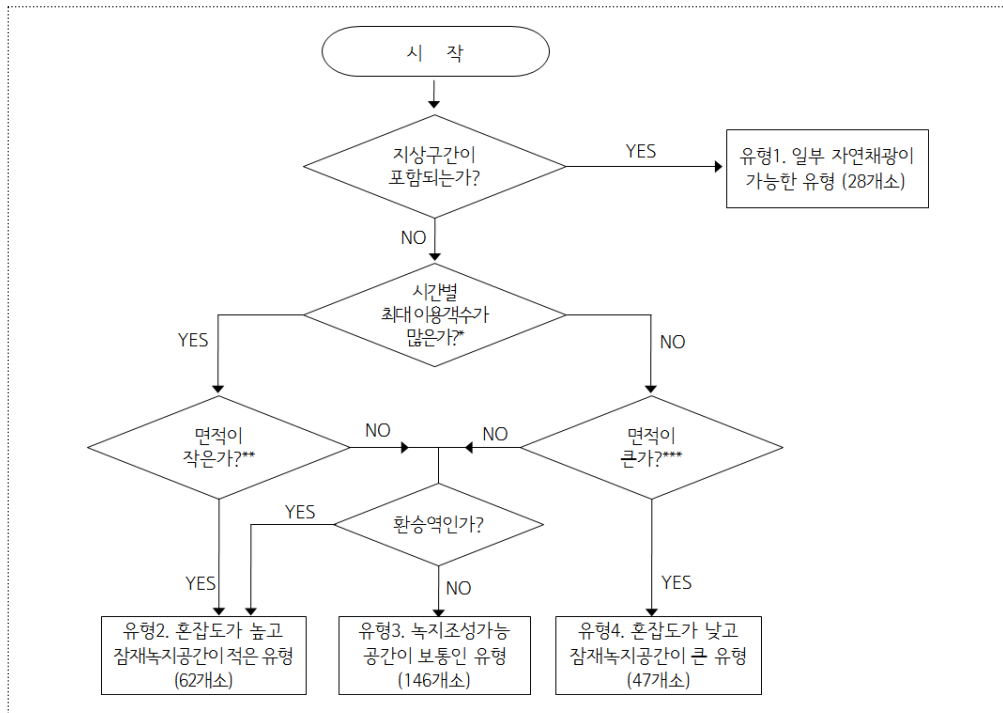 시 작
지상구간이
포함되는가?
YES
유형1. 일부 자연채광이
가능한 유형 (28개소)
NO
시간별
최대 이용객수가
많은가?*
YES
NO
면적이
작은가?**
NO
NO
면적이
큰가?***
YES
환승역인가?
YES
NO
YES
유형2. 혼잡도가 높고
잠재녹지공간이 적은 유형
(62개소)
유형3. 녹지조성가능
공간이 보통인 유형
(146개소)
유형4. 혼잡도가 낮고
잠재녹지공간이 큰 유형
(47개소)